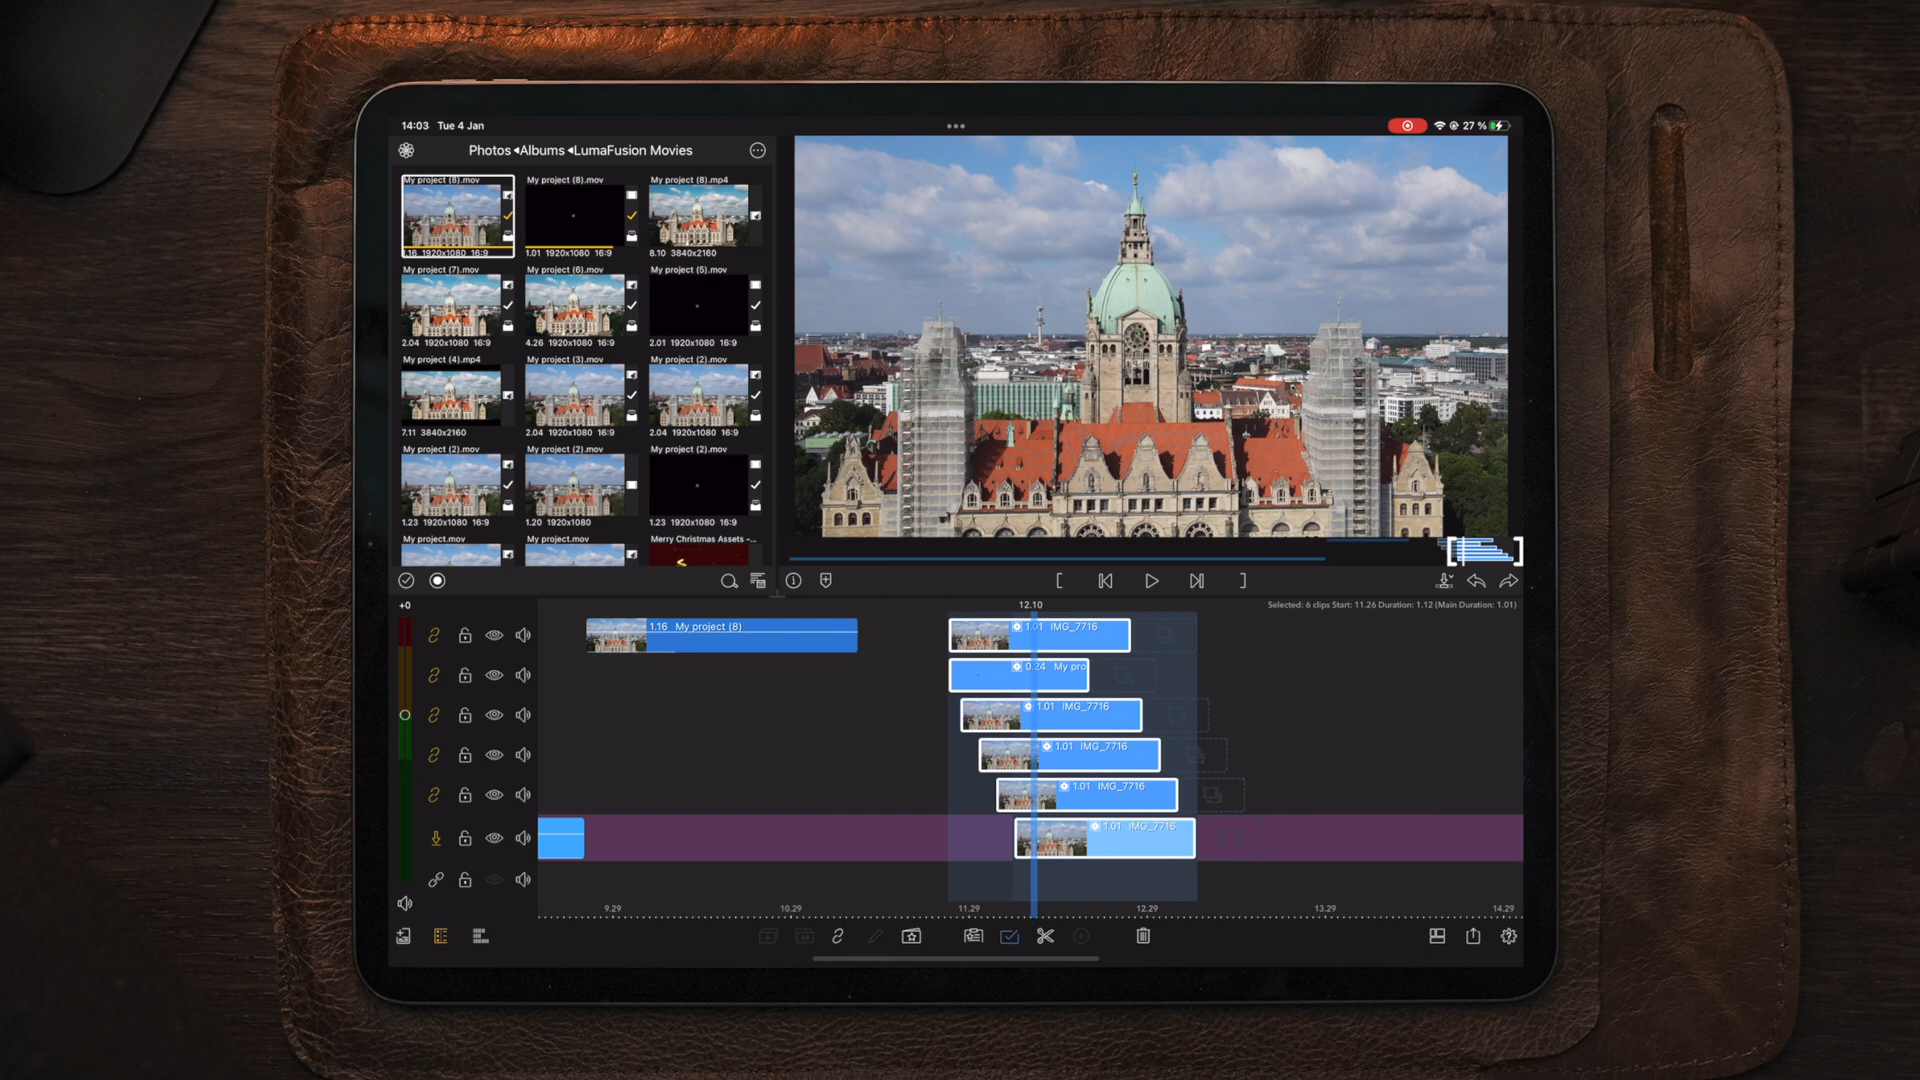 14:03 Tue 4 Jan
27 %
Photos ◂Albums ◂LumaFusion Movies
My project (8).mov My project (8).mov My project (8).mp4
1.16 1920x1080 16:9 1.01 1920x1080 16:9 8.10 3840x2160
My project (7).mov My project (6).mov My project (5).mov
2.04 1920x1080 16:9 4.26 1920x1080 16:9 2.01 1920x1080 16:9
My project (4).mp4 My project (3).mov My project (2).mov
7.11 3840x2160 2.04 1920x1080 16:9 2.04 1920x1080 16:9
My project (2).mov My project (2).mov My project (2).mov
1.23 1920x1080 16:9 1.20 1920x1080 1.23 1920x1080 16:9
My project.mov My project.mov Merry Christmas Assets -...
+0
12.10
Selected: 6 clips Start: 11.26 Duration: 1.12 (Main Duration: 1.01)
1.16 My project (8)
1.01 IMG_7716
0.24 My pro
1.01 IMG_7716
1.01 IMG_7716
1.01 IMG_7716
1.01 IMG_7716
9.29 10.29 11.29 12.29 13.29 14.29